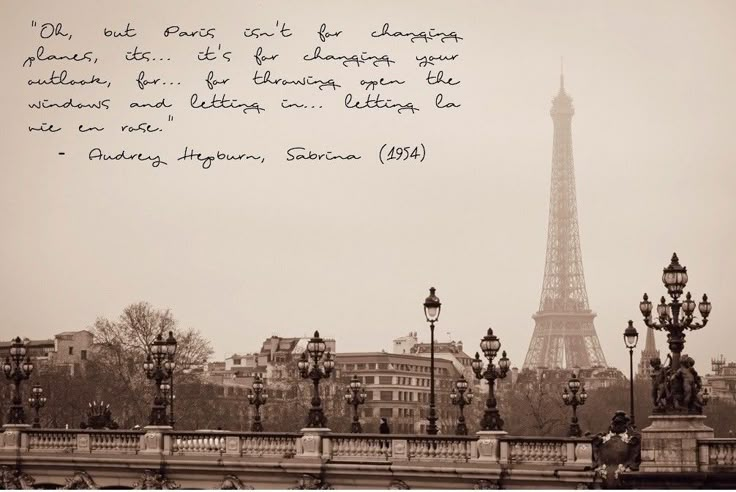 "Oh, but Paris isn't for changing
planes, its... it's for changing your
outlook, for... for throwing open the
windows and letting in... letting la
vie en rose."
- Audrey Hepburn, Sabrina (1954)